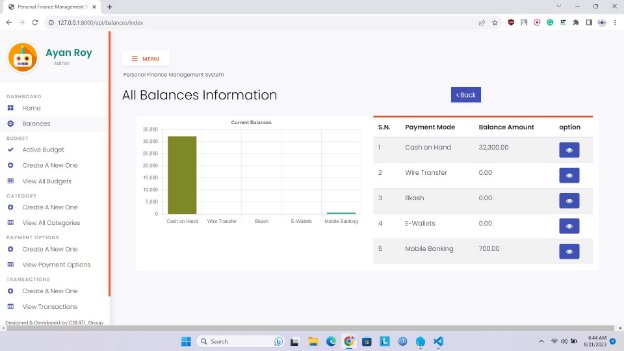 Personal Finance Management S
127.0.0.1:8000/api/balances/index
Ayan Roy
admin
DASHBOARD
Home
Balances
BUDGET
Active Budget
Create A New One
View All Budgets
CATEGORY
Create A New One
View All Categories
PAYMENT OPTIONS
Create A New One
View Payment Options
TRANSACTIONS
Create A New One
View Transactions
Designed & Developed by CSE4TL Group
MENU
Personal Finance Management System
All Balances Information
Back
Current Balances
35,000
30,000
25,000
20,000
15,000
10,000
5,000
0
Cash on Hand Wire Transfer Bkash E-Wallets Mobile Banking
S.N. Payment Mode Balance Amount option
1 Cash on Hand 32,300.00
2 Wire Transfer 0.00
3 Bkash 0.00
4 E-Wallets 0.00
5 Mobile Banking 700.00
Search
6:44 AM
8/21/2023